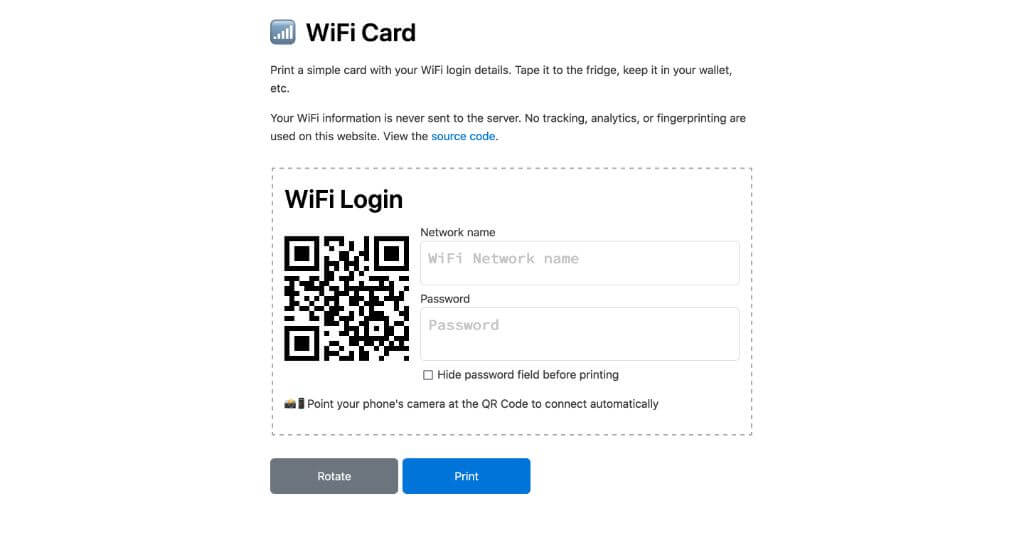 WiFi Card
Print a simple card with your WiFi login details. Tape it to the fridge, keep it in your wallet,
etc.
Your WiFi information is never sent to the server. No tracking, analytics, or fingerprinting are
used on this website. View the source code.
WiFi Login
Network name
WiFi Network name
Password
Password
Hide password field before printing
Point your phone's camera at the QR Code to connect automatically
Rotate
Print